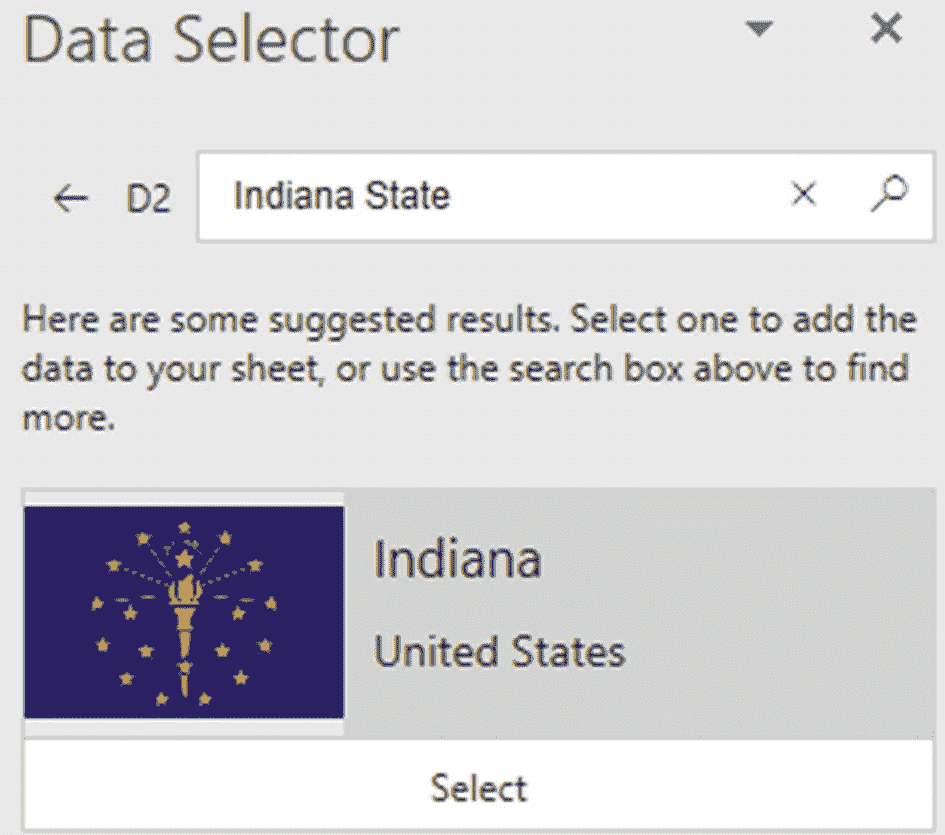 Data Selector
D2 Indiana State
Here are some suggested results. Select one to add the
data to your sheet, or use the search box above to find
more.
Indiana
United States
Select